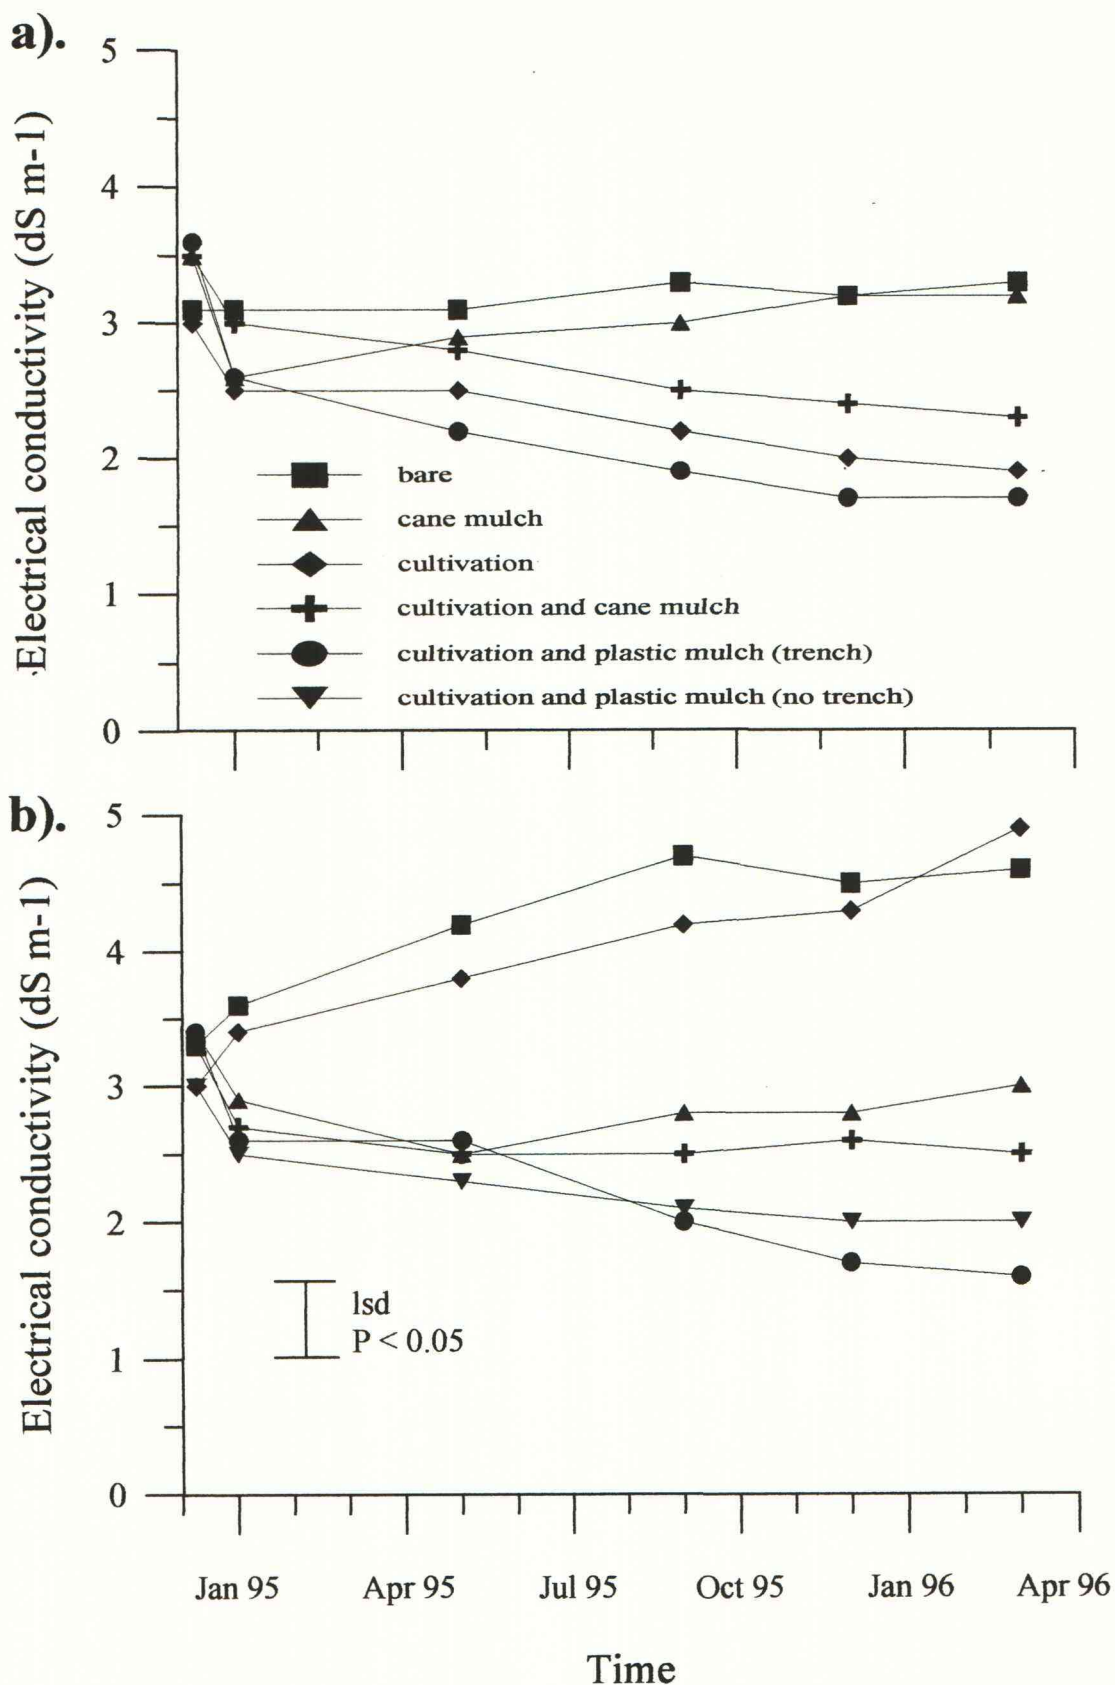 a).
5
4
3
2
1
0
Electrical conductivity (dS m-1)
bare
cane mulch
cultivation
cultivation and cane mulch
cultivation and plastic mulch (trench)
cultivation and plastic mulch (no trench)
b).
5
4
3
2
1
0
Electrical conductivity (dS m-1)
lsd
P < 0.05
Jan 95 Apr 95 Jul 95 Oct 95 Jan 96 Apr 96
Time